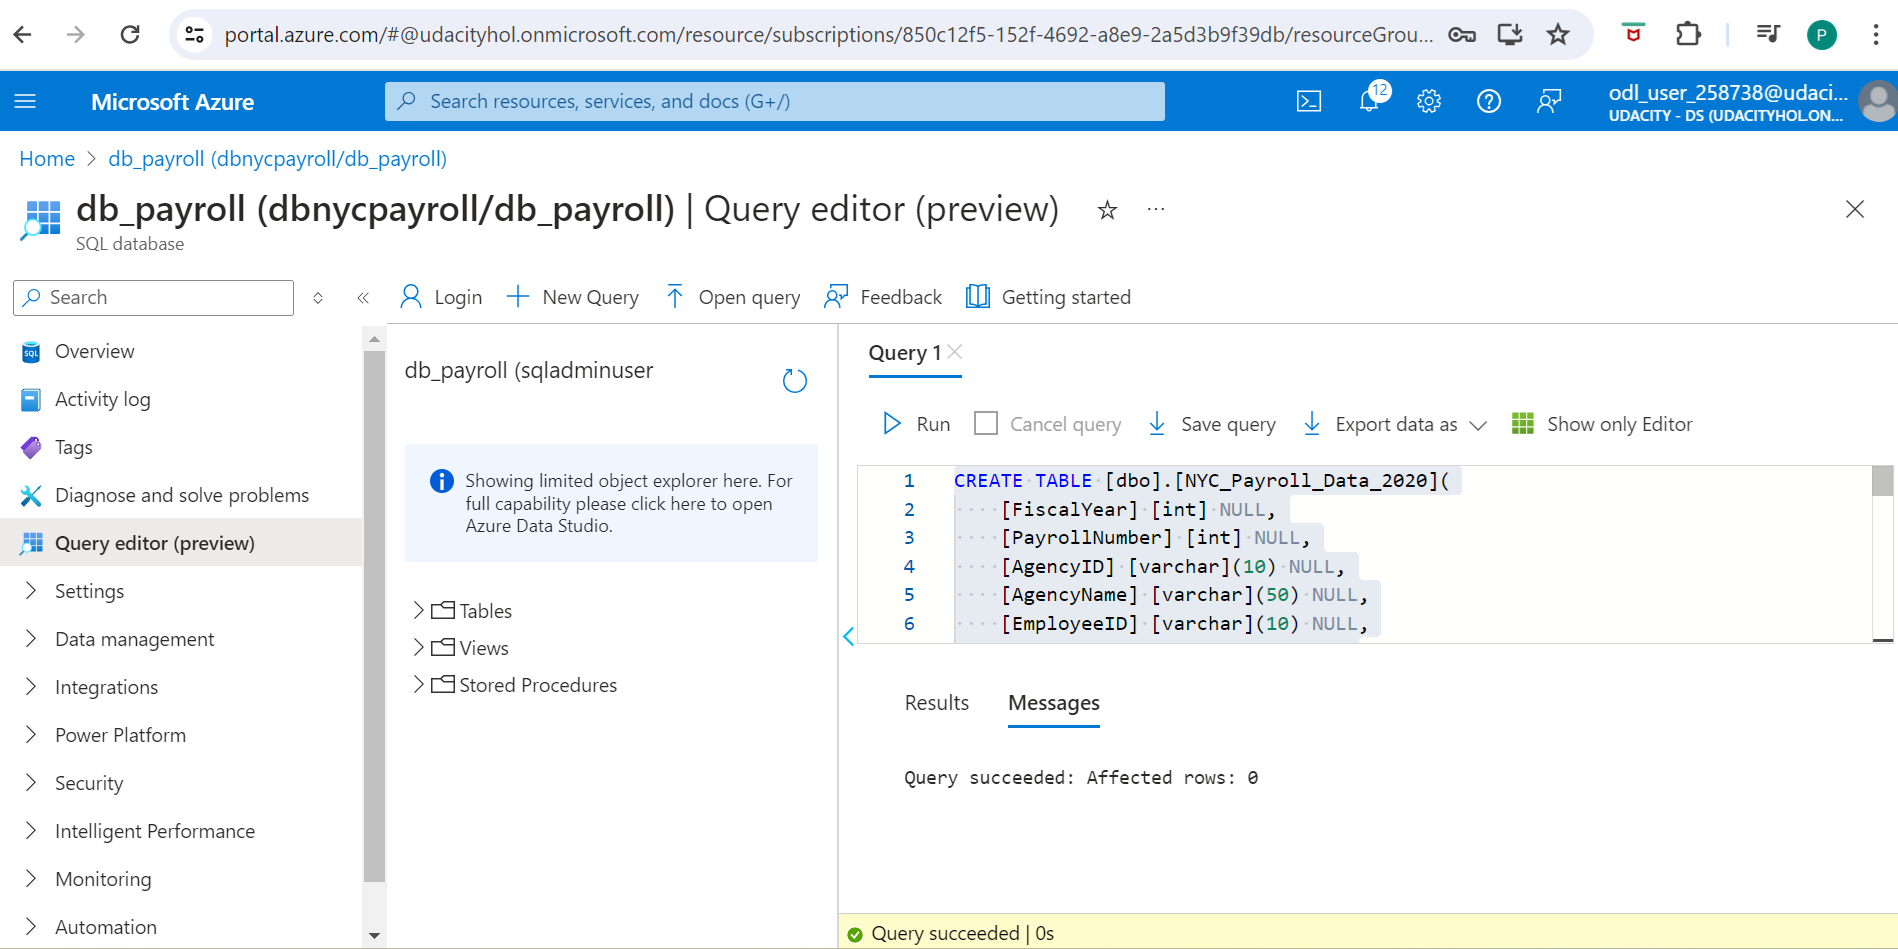 portal.azure.com/#@udacityhol.onmicrosoft.com/resource/subscriptions/850c12f5-152f-4692-a8e9-2a5d3b9f39db/resourceGrou...
P
Microsoft Azure
Search resources, services, and docs (G+/)
12
odl_user_258738@udaci...
UDACITY - DS (UDACITYHOL.ON...
Home > db_payroll (dbnycpayroll/db_payroll)
db_payroll (dbnycpayroll/db_payroll) | Query editor (preview)
SQL database
Search
Login
New Query
Open query
Feedback
Getting started
SQL
Overview
Activity log
Tags
Diagnose and solve problems
Query editor (preview)
Settings
Data management
Integrations
Power Platform
Security
Intelligent Performance
Monitoring
Automation
db_payroll (sqladminuser
Showing limited object explorer here. For
full capability please click here to open
Azure Data Studio.
Tables
Views
Stored Procedures
Query 1
Run
Cancel query
Save query
Export data as
Show only Editor
1 CREATE TABLE [dbo].[NYC_Payroll_Data_2020](
2 [FiscalYear] [int] NULL,
3 [PayrollNumber] [int] NULL,
4 [AgencyID] [varchar](10) NULL,
5 [AgencyName] [varchar](50) NULL,
6 [EmployeeID] [varchar](10) NULL,
Results
Messages
Query succeeded: Affected rows: 0
Query succeeded | 0s